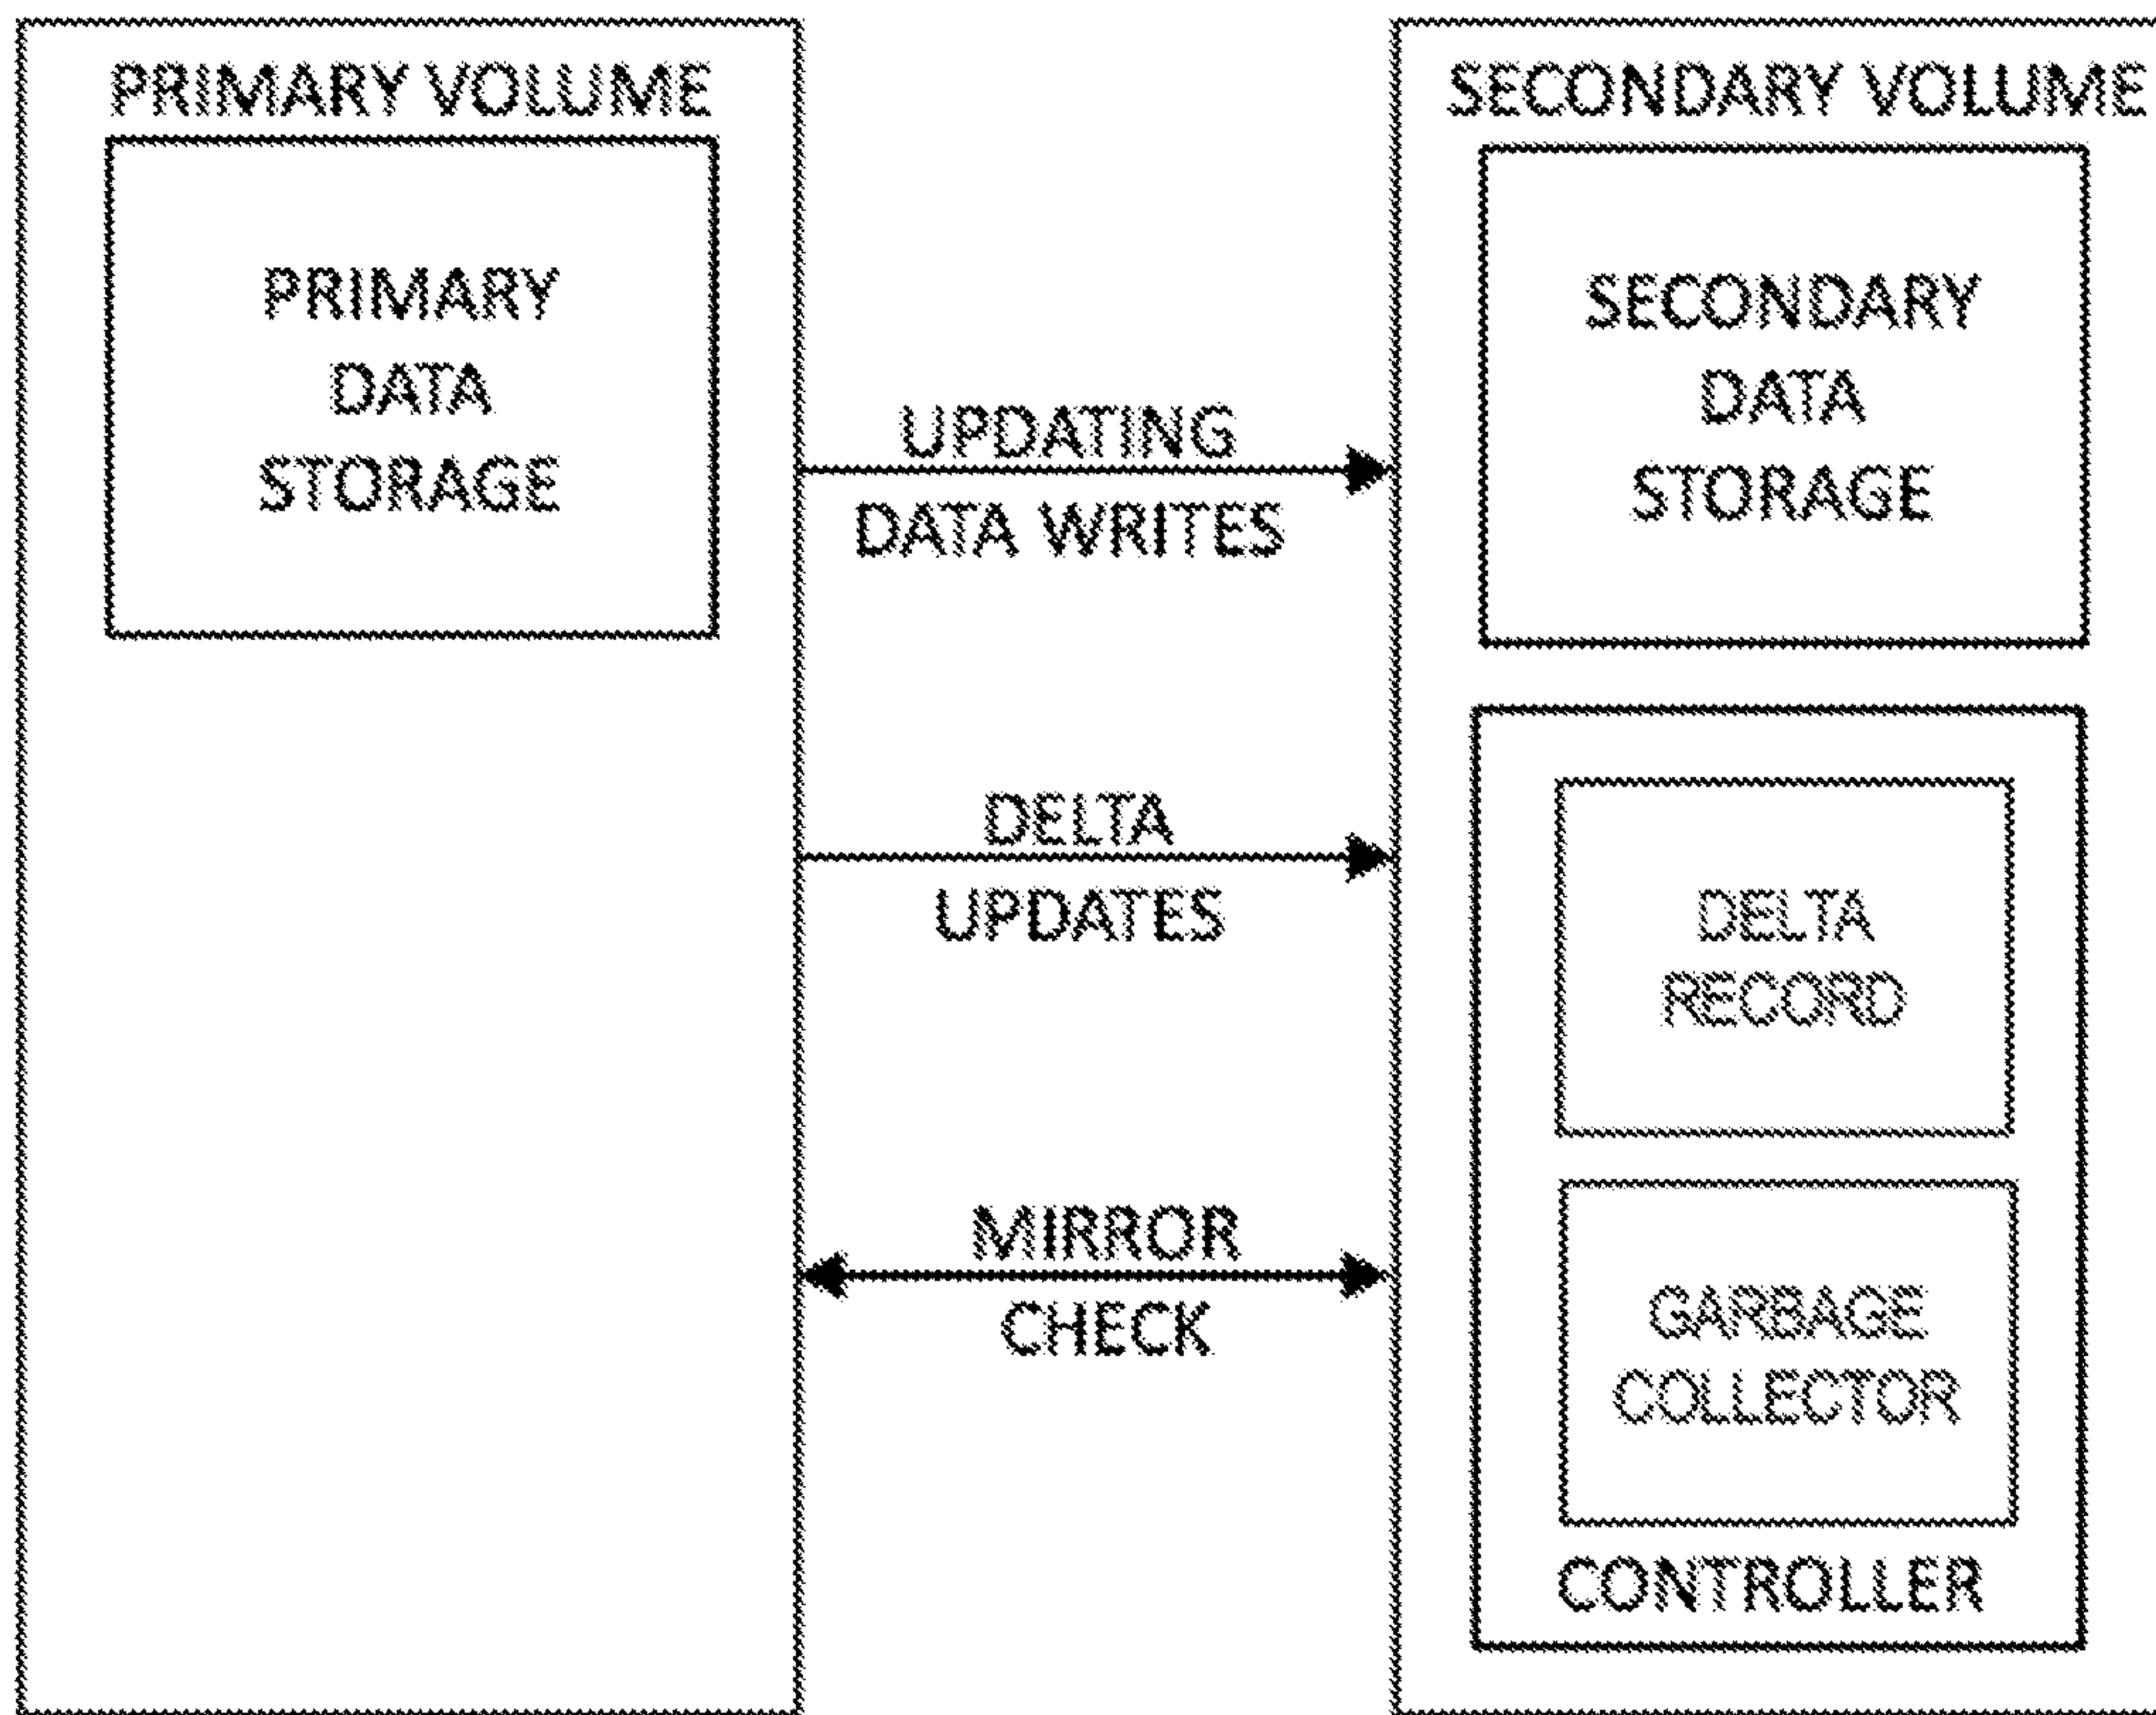 PRIMARY VOLUME
PRIMARY
DATA
STORAGE
UPDATING
DATA WRITES
DELTA
UPDATES
MIRROR
CHECK
SECONDARY VOLUME
SECONDARY
DATA
STORAGE
DELTA
RECORD
GARBAGE
COLLECTOR
CONTROLLER